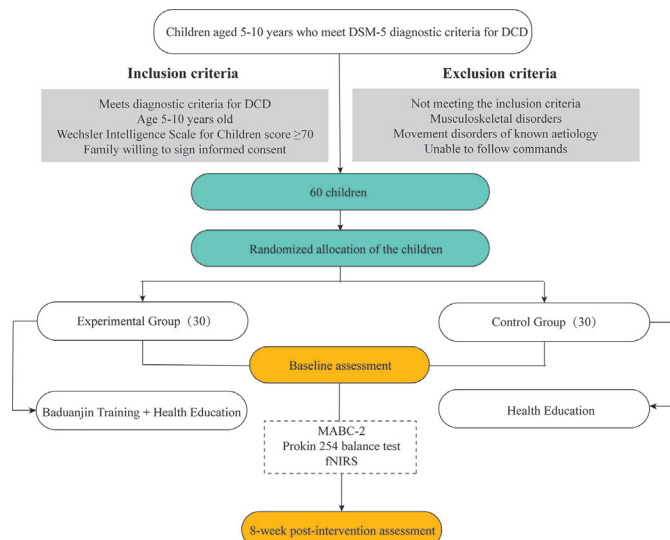 Children aged 5-10 years who meet DSM-5 diagnostic criteria for DCD
Inclusion criteria
Meets diagnostic criteria for DCD
Age 5-10 years old
Wechsler Intelligence Scale for Children score ≥70
Family willing to sign informed consent
Exclusion criteria
Not meeting the inclusion criteria
Musculoskeletal disorders
Movement disorders of known aetiology
Unable to follow commands
60 children
Randomized allocation of the children
Experimental Group（30）
Control Group（30）
Baseline assessment
Baduanjin Training + Health Education
Health Education
MABC-2
Prokin 254 balance test
fNIRS
8-week post-intervention assessment